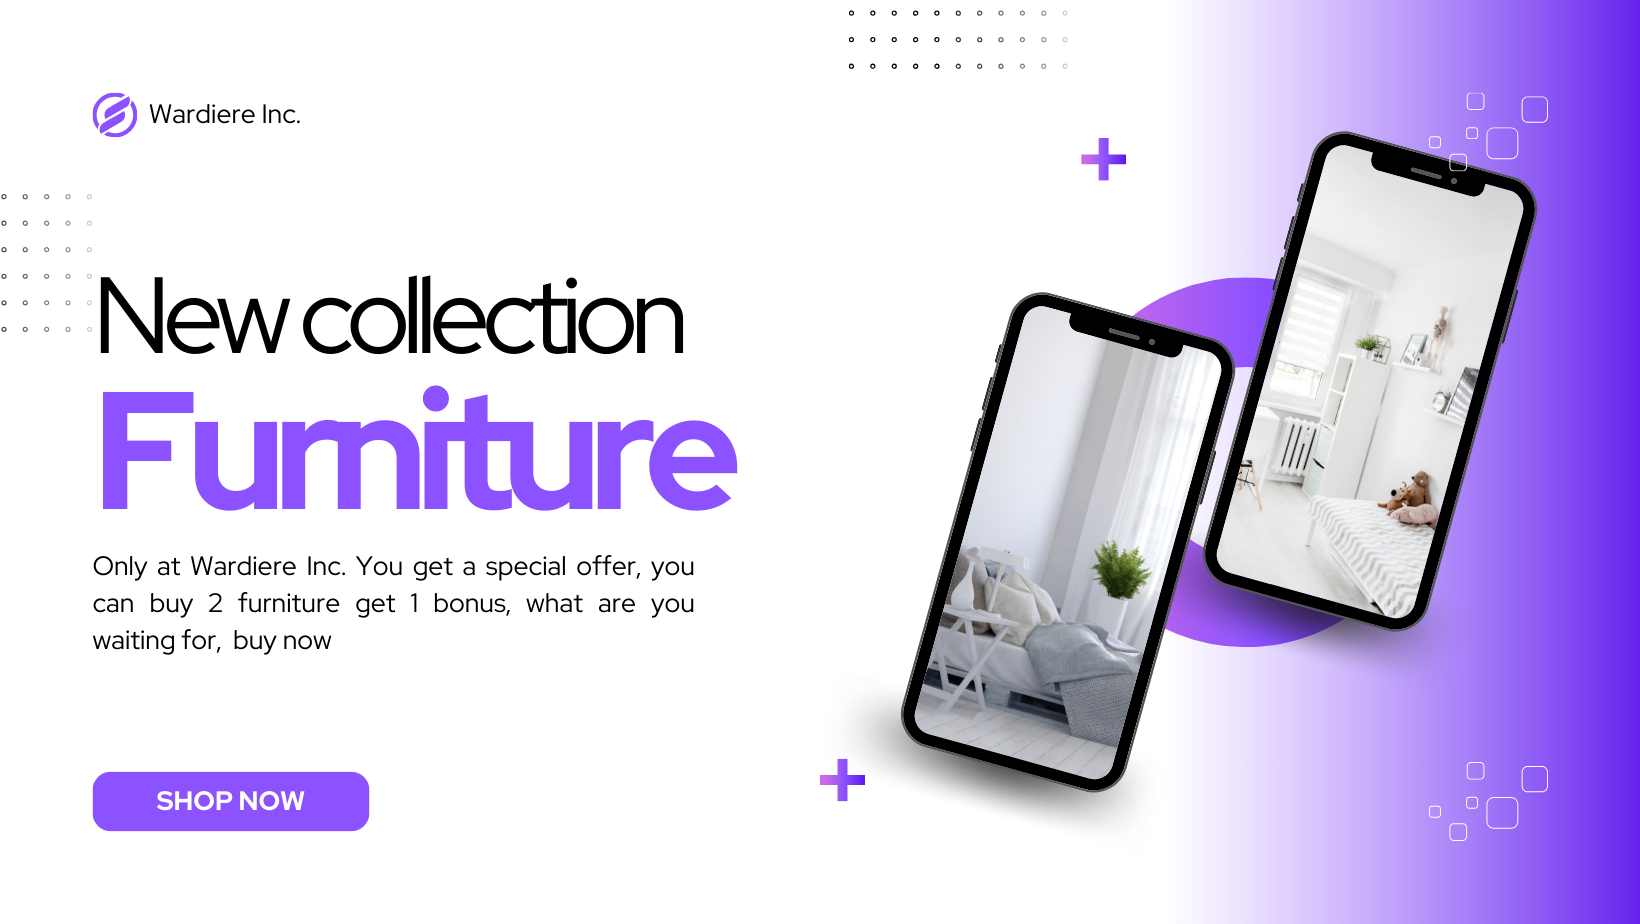 Wardiere Inc.
New collection
Furniture
Only at Wardiere Inc. You get a special offer, you
can buy 2 furniture get 1 bonus, what are you
waiting for, buy now
SHOP NOW